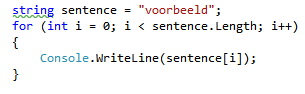 string sentence = "voorbeeld";
for (int i = 0; i < sentence.Length; i++)
{
    Console.WriteLine(sentence[i]);
}